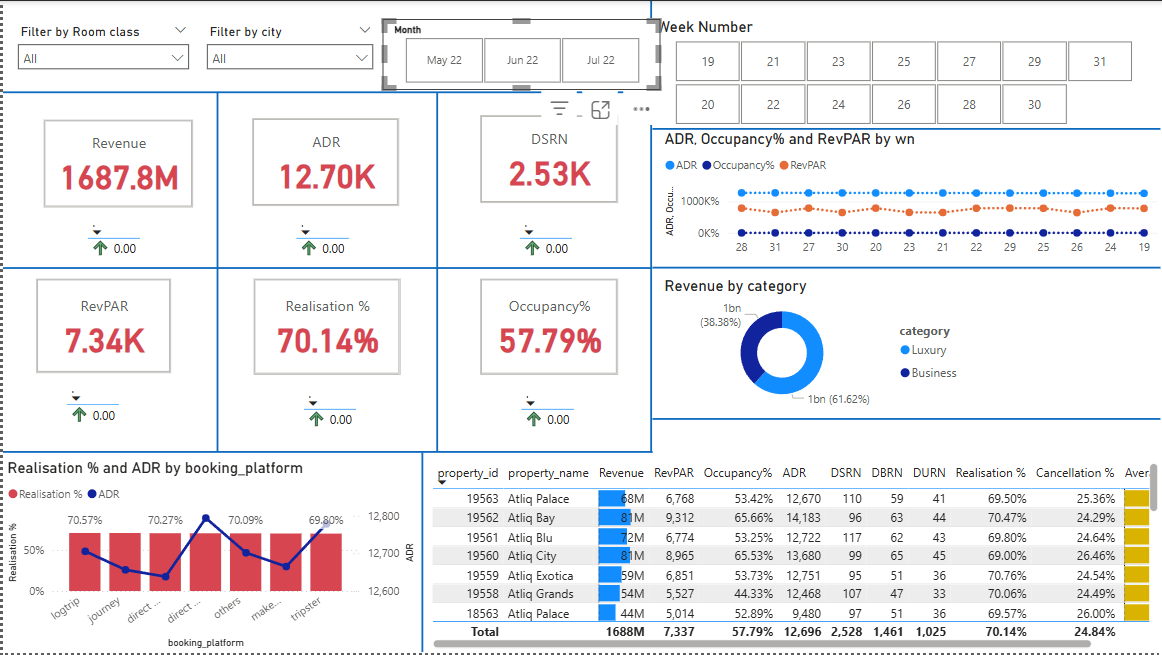 Filter by Room class
All
Filter by city
All
Month
May 22
Jun 22
Jul 22
Week Number
19 21 23 25 27 29 31
20 22 24 26 28 30
Revenue
1687.8M
0.00
ADR
12.70K
0.00
DSRN
2.53K
0.00
RevPAR
7.34K
0.00
Realisation %
70.14%
0.00
Occupancy%
57.79%
0.00
ADR, Occupancy% and RevPAR by wn
ADR Occupancy% RevPAR
ADR, Occu...
1000K%
0K%
28 31 27 30 20 23 21 22 29 25 26 24 19
Revenue by category
1bn
(38.38%)
1bn (61.62%)
category
Luxury
Business
Realisation % and ADR by booking_platform
Realisation % ADR
Realisation %
50%
0%
70.57% 70.27% 70.09% 69.80%
12,800
12,700
12,600
ADR
logtrip journey direct ... direct ... others make... tripster
booking_platform
property_id property_name Revenue RevPAR Occupancy% ADR DSRN DBRN DURN Realisation % Cancellation % Aver
19563 Atliq Palace 68M 6,768 53.42% 12,670 110 59 41 69.50% 25.36%
19562 Atliq Bay 81M 9,312 65.66% 14,183 96 63 44 70.47% 24.29%
19561 Atliq Blu 72M 6,774 53.25% 12,722 117 62 43 69.80% 24.64%
19560 Atliq City 81M 8,965 65.53% 13,680 99 65 45 69.00% 26.46%
19559 Atliq Exotica 59M 6,851 53.73% 12,751 95 51 36 70.76% 24.54%
19558 Atliq Grands 54M 5,527 44.33% 12,468 107 47 33 70.06% 24.49%
18563 Atliq Palace 44M 5,014 52.89% 9,480 97 51 36 69.57% 26.00%
Total 1688M 7,337 57.79% 12,696 2,528 1,461 1,025 70.14% 24.84%